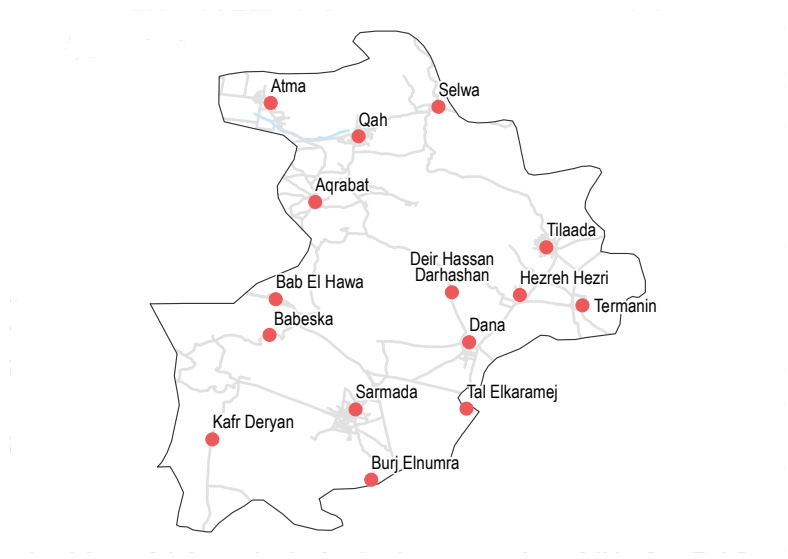 Atma
Selwa
Qah
Aqrabat
Tilaada
Deir Hassan
Darhashan
Hezreh Hezri
Bab El Hawa
Termanin
Babeska
Dana
Sarmada
Tal Elkaramej
Kafr Deryan
Burj Elnumra